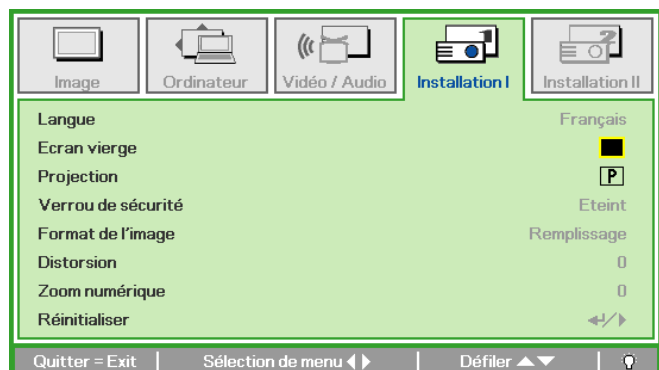 Image Ordinateur Vidéo / Audio Installation I Installation II
Langue Français
Ecran vierge
Projection P
Verrou de sécurité Eteint
Format de l'image Remplissage
Distorsion 0
Zoom numérique 0
Réinitialiser
Quitter = Exit Sélection de menu Défiler